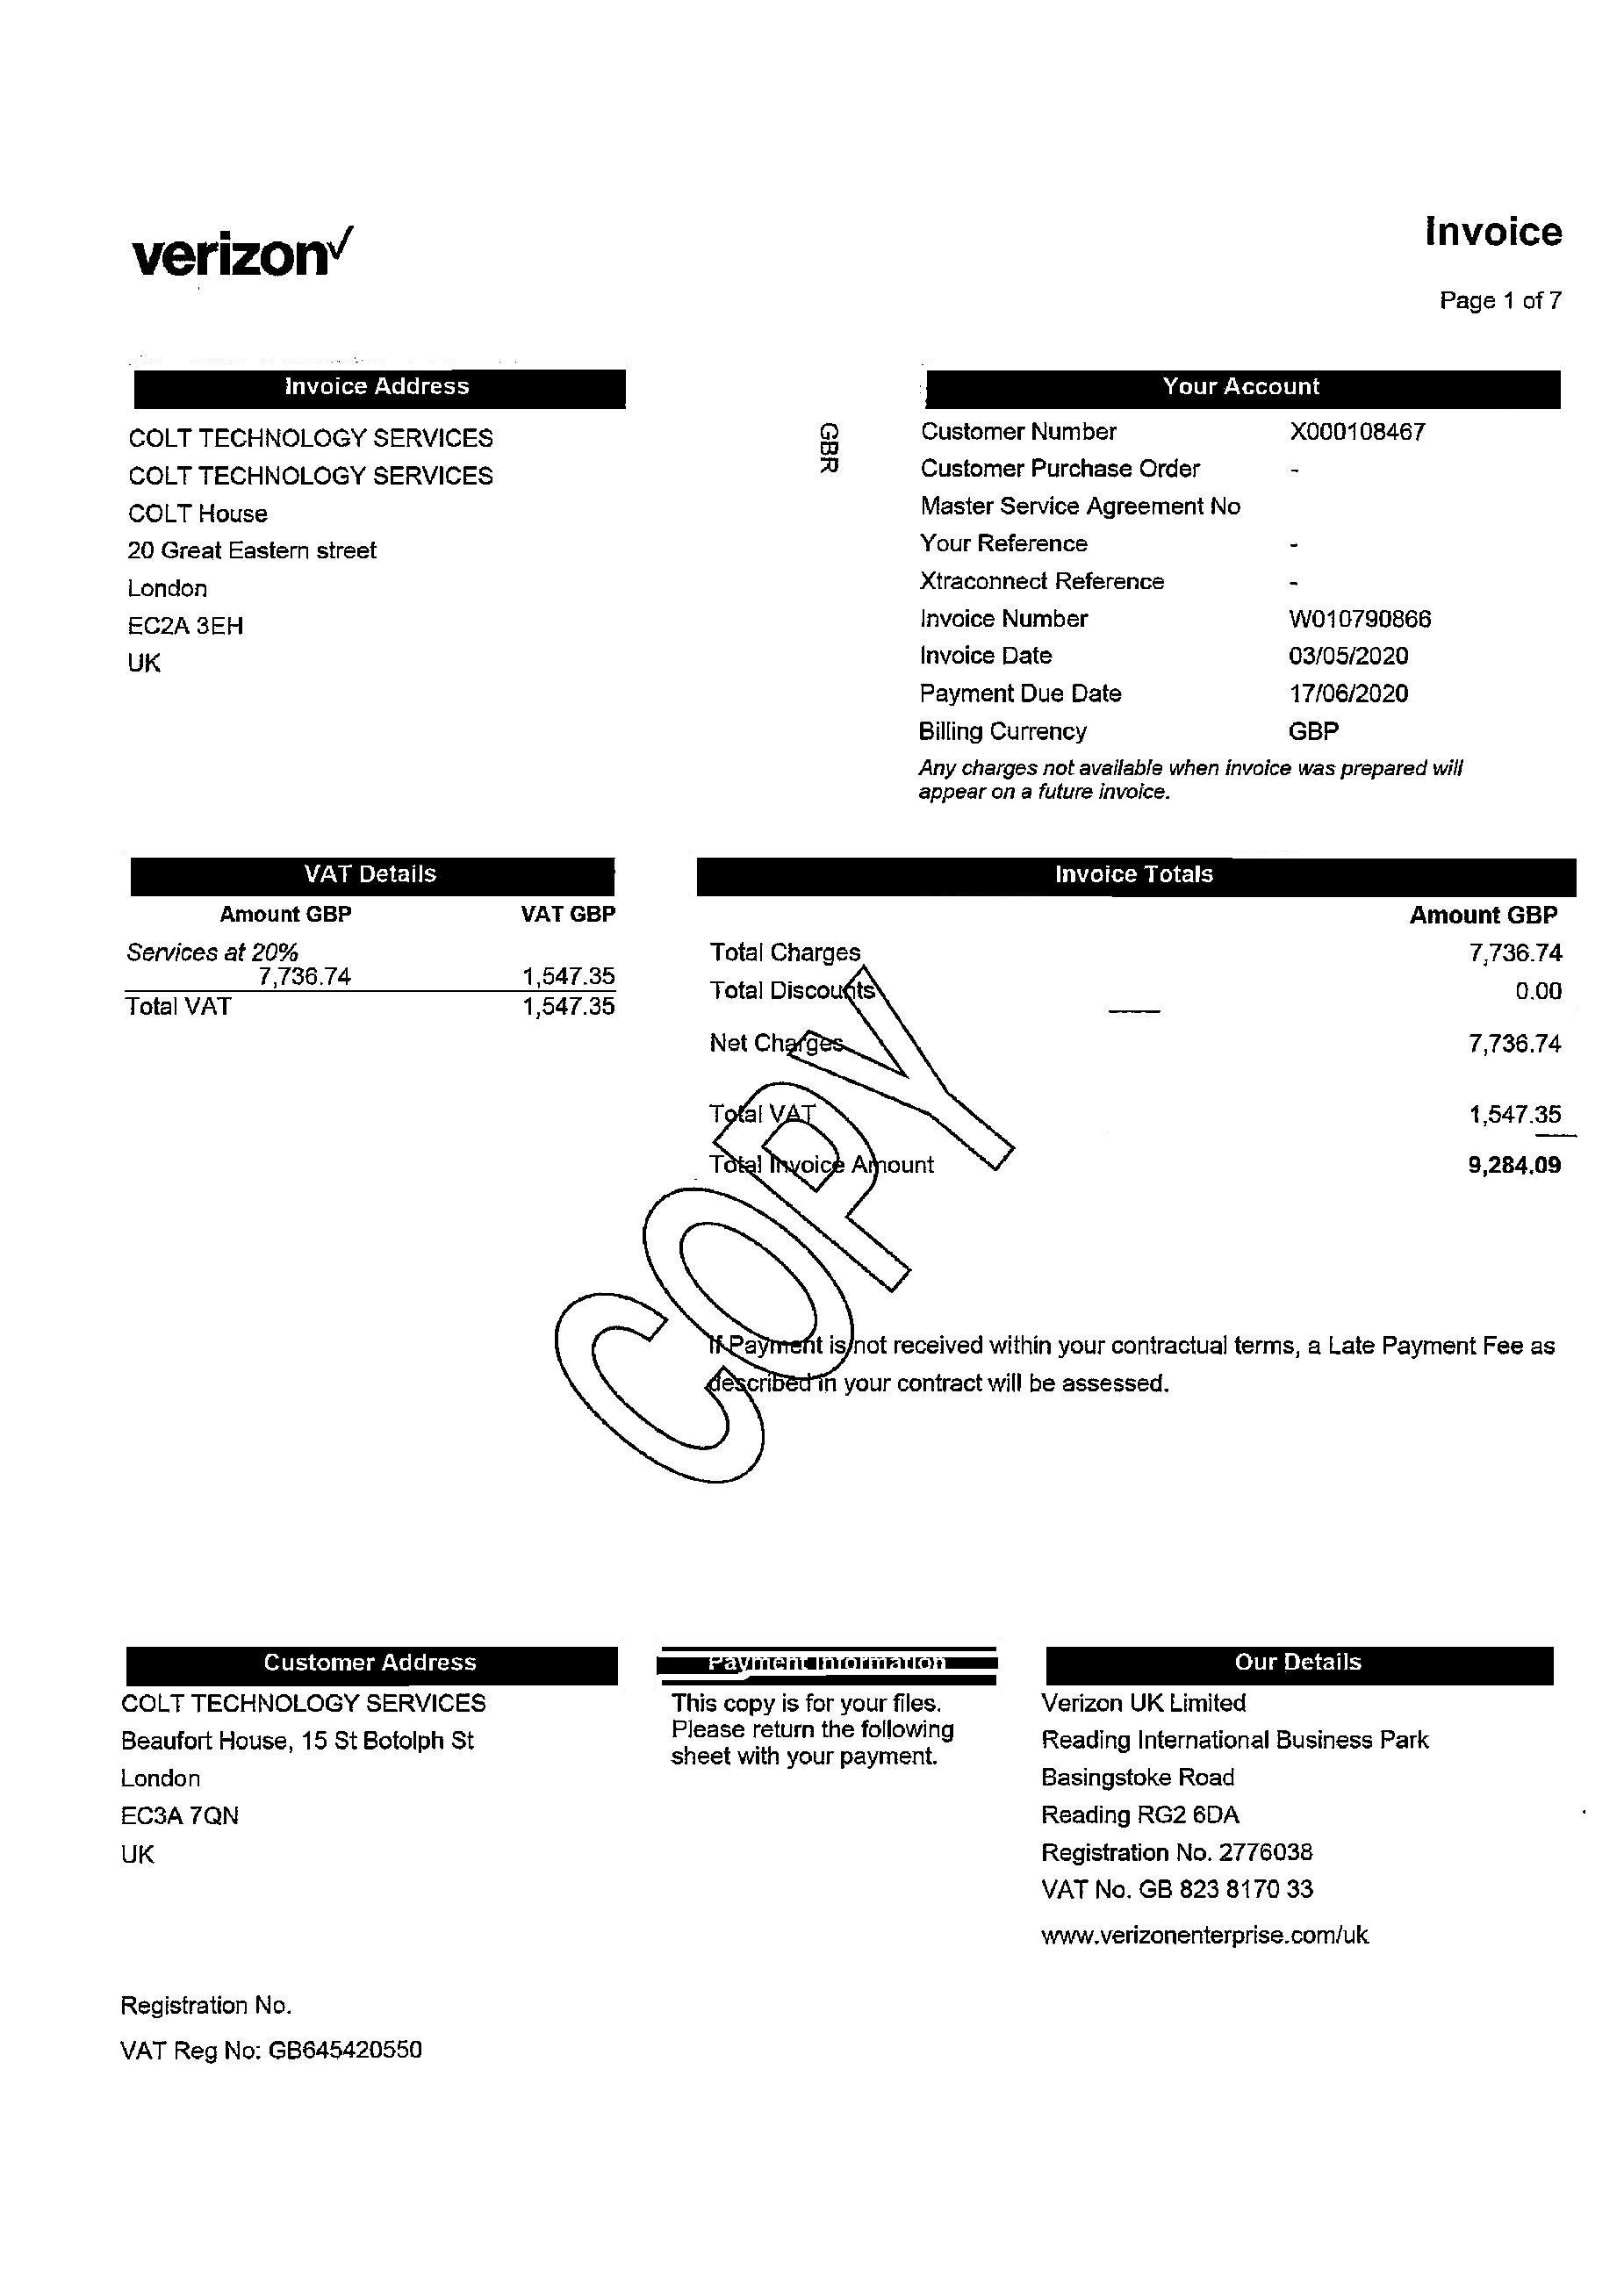 verizon
Invoice
Page 1 of 7
Invoice Address
COLT TECHNOLOGY SERVICES
COLT TECHNOLOGY SERVICES
COLT House
20 Great Eastern street
London
EC2A 3EH
UK
GBR
Your Account
Customer Number X000108467
Customer Purchase Order -
Master Service Agreement No
Your Reference -
Xtraconnect Reference -
Invoice Number W010790866
Invoice Date 03/05/2020
Payment Due Date 17/06/2020
Billing Currency GBP
Any charges not available when invoice was prepared will
appear on a future invoice.
VAT Details
Amount GBP VAT GBP
Services at 20%
7,736.74 1,547.35
Total VAT 1,547.35
Invoice Totals
Amount GBP
Total Charges 7,736.74
Total Discounts 0.00
Net Charges 7,736.74
Total VAT 1,547.35
Total Invoice Amount 9,284.09
COPY
If Payment is not received within your contractual terms, a Late Payment Fee as
described in your contract will be assessed.
Customer Address
COLT TECHNOLOGY SERVICES
Beaufort House, 15 St Botolph St
London
EC3A 7QN
UK
Registration No.
VAT Reg No: GB645420550
Payment Information
This copy is for your files.
Please return the following
sheet with your payment.
Our Details
Verizon UK Limited
Reading International Business Park
Basingstoke Road
Reading RG2 6DA
Registration No. 2776038
VAT No. GB 823 8170 33
www.verizonenterprise.com/uk